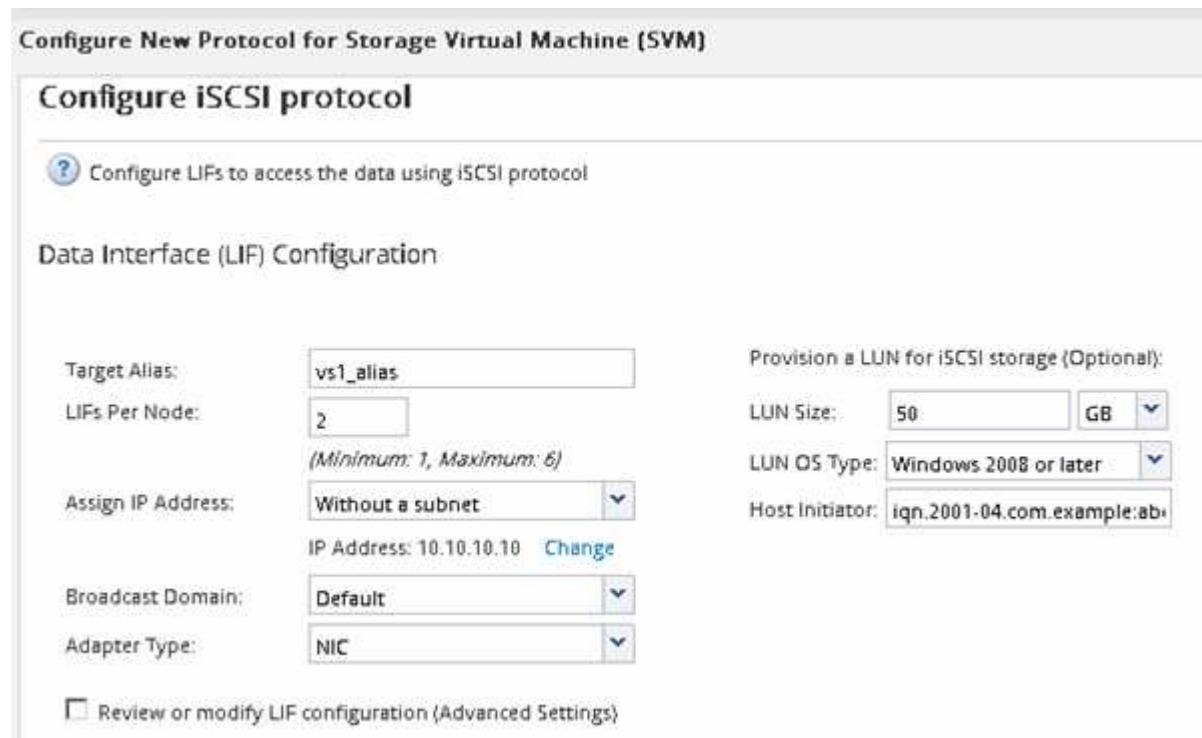 Configure New Protocol for Storage Virtual Machine (SVM)
Configure iSCSI protocol
? Configure LIFs to access the data using iSCSI protocol
Data Interface (LIF) Configuration
Target Alias: vs1_alias
LIFs Per Node: 2
(Minimum: 1, Maximum: 6)
Assign IP Address: Without a subnet
IP Address: 10.10.10.10 Change
Broadcast Domain: Default
Adapter Type: NIC
Review or modify LIF configuration (Advanced Settings)
Provision a LUN for iSCSI storage (Optional):
LUN Size: 50 GB
LUN OS Type: Windows 2008 or later
Host Initiator: iqn.2001-04.com.example:ab